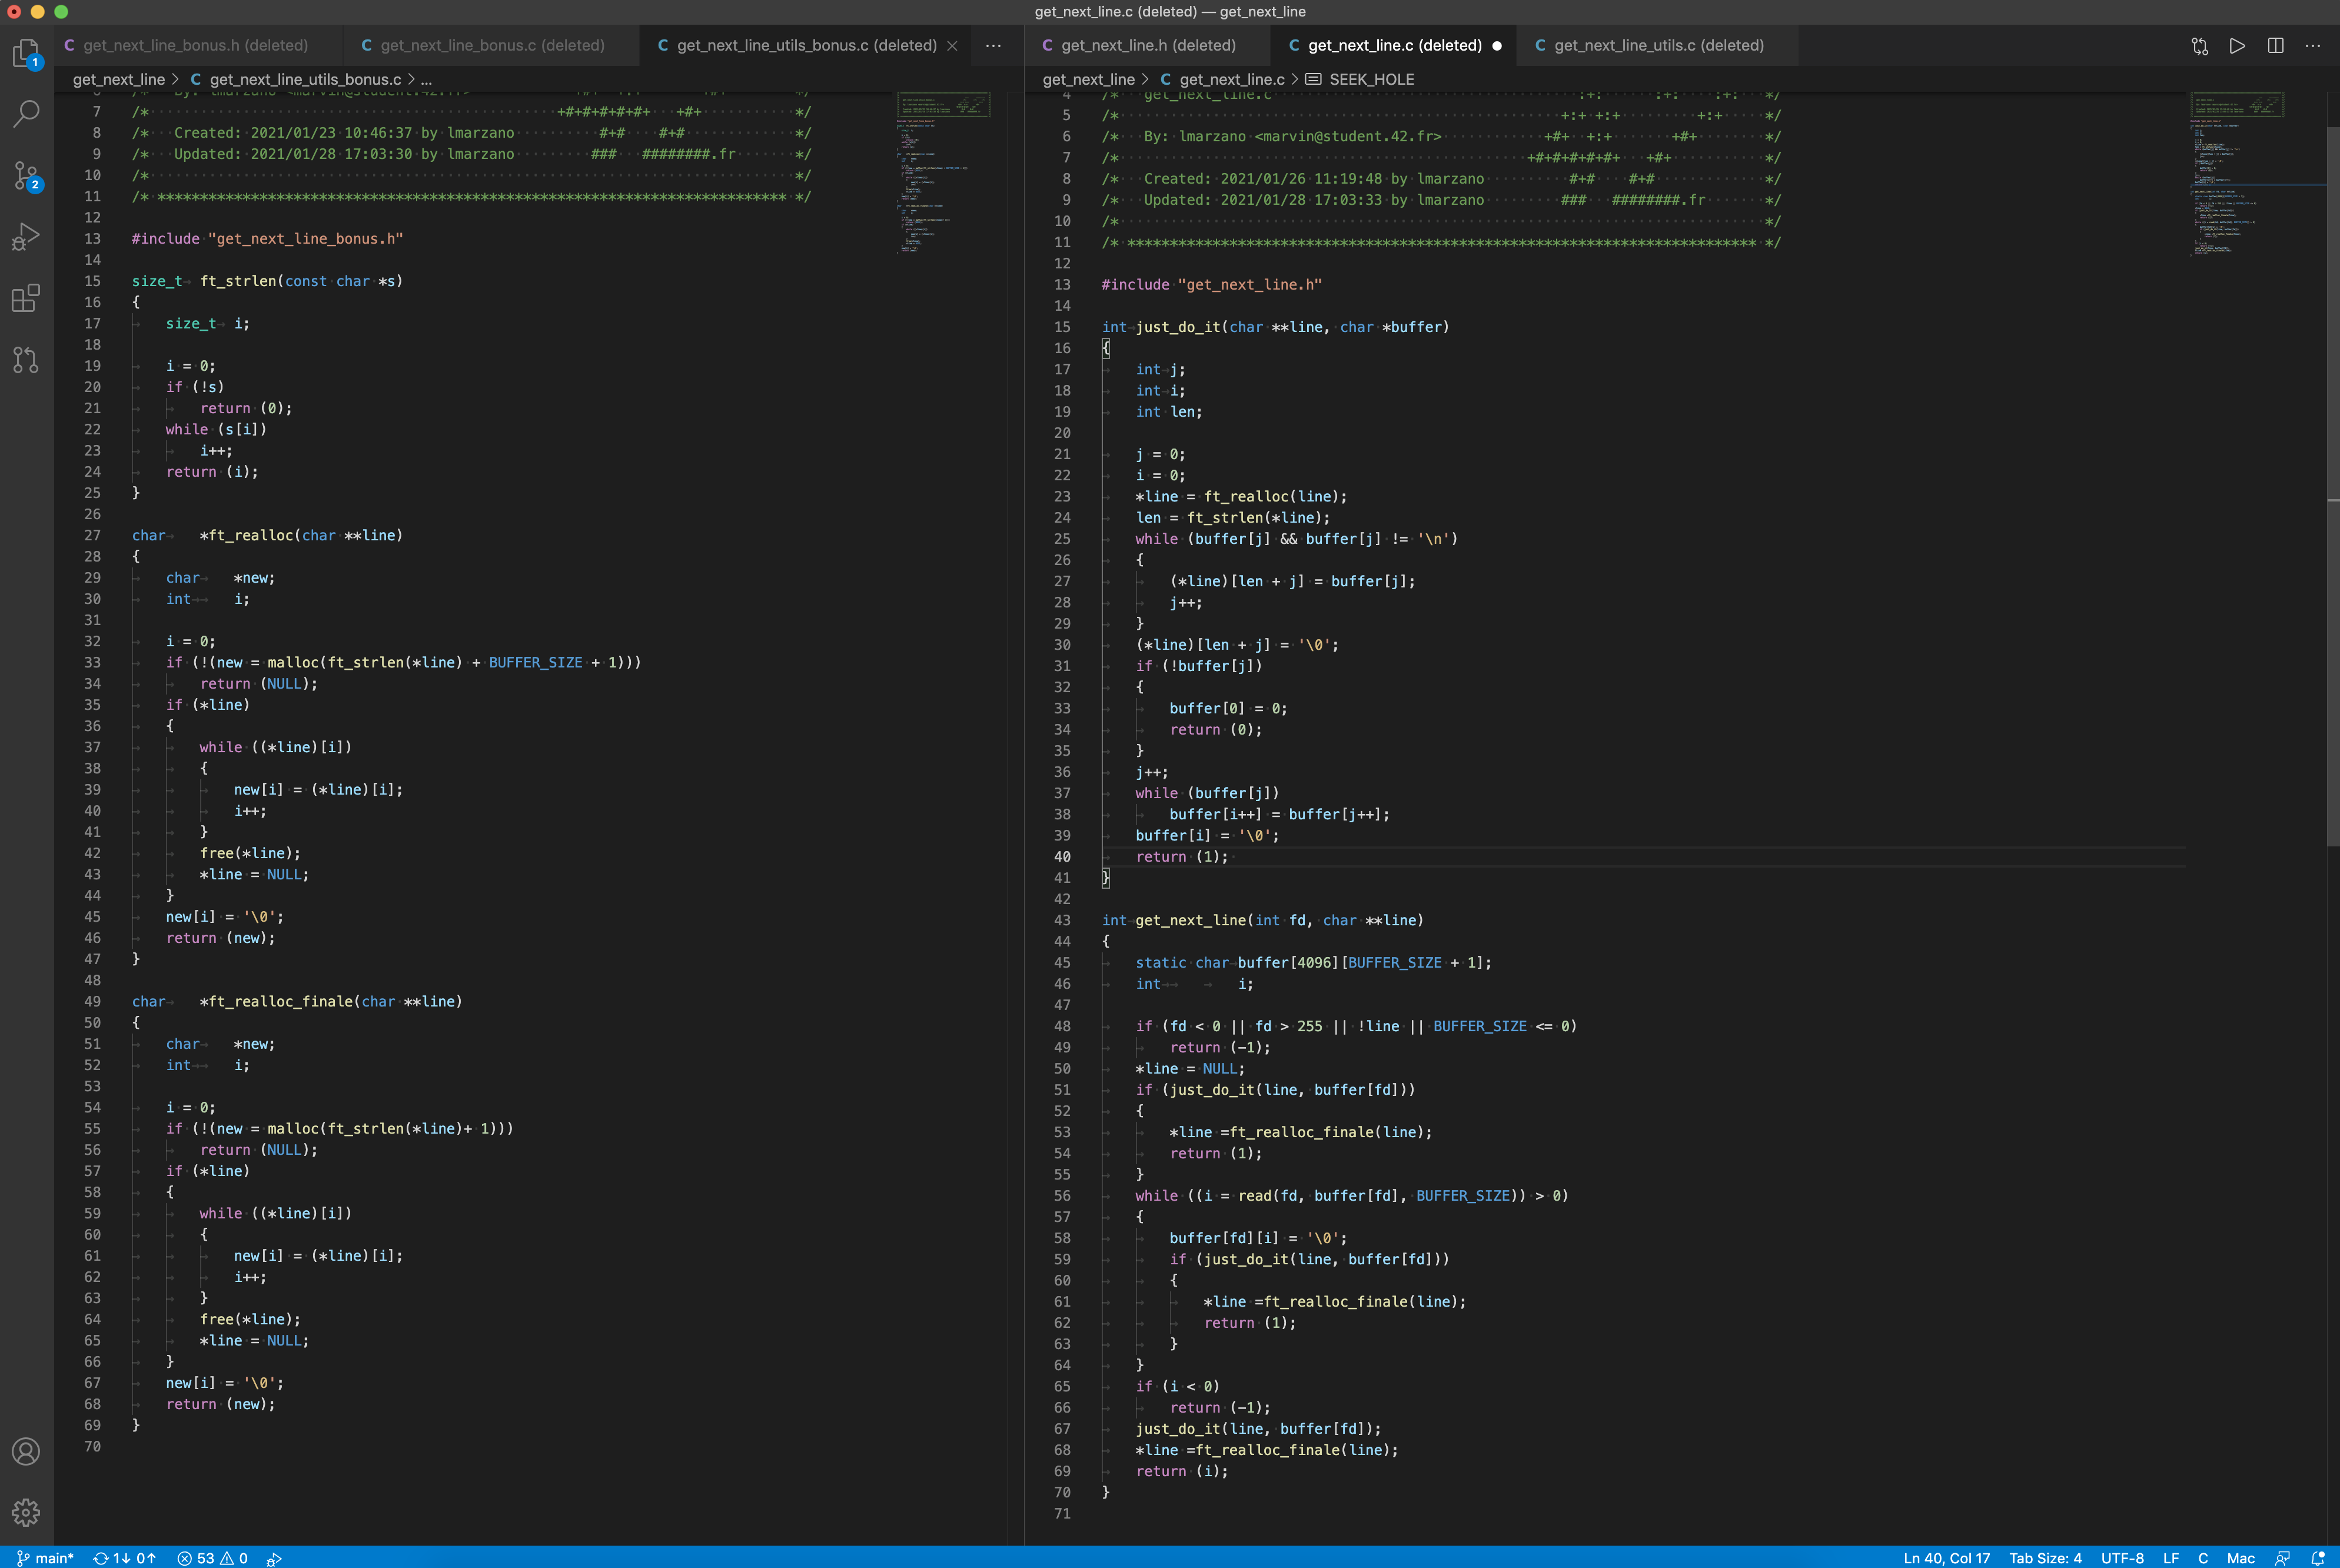 get_next_line.c (deleted) — get_next_line
1
2
C get_next_line_bonus.h (deleted)
C get_next_line_bonus.c (deleted)
C get_next_line_utils_bonus.c (deleted)
get_next_line > C get_next_line_utils_bonus.c > ...
6 /* By: lmarzano <marvin@student.42.fr> +#+ +:+ +#+ */
7 /* +#+#+#+#+#+ +#+ */
8 /* Created: 2021/01/23 10:46:37 by lmarzano #+# #+# */
9 /* Updated: 2021/01/28 17:03:30 by lmarzano ### ########.fr */
10 /* */
11 /* ************************************************************************** */
12
13 #include "get_next_line_bonus.h"
14
15 size_t ft_strlen(const char *s)
16 {
17 size_t i;
18
19 i = 0;
20 if (!s)
21 return (0);
22 while (s[i])
23 i++;
24 return (i);
25 }
26
27 char *ft_realloc(char **line)
28 {
29 char *new;
30 int i;
31
32 i = 0;
33 if (!(new = malloc(ft_strlen(*line) + BUFFER_SIZE + 1)))
34 return (NULL);
35 if (*line)
36 {
37 while ((*line)[i])
38 {
39 new[i] = (*line)[i];
40 i++;
41 }
42 free(*line);
43 *line = NULL;
44 }
45 new[i] = '\0';
46 return (new);
47 }
48
49 char *ft_realloc_finale(char **line)
50 {
51 char *new;
52 int i;
53
54 i = 0;
55 if (!(new = malloc(ft_strlen(*line)+ 1)))
56 return (NULL);
57 if (*line)
58 {
59 while ((*line)[i])
60 {
61 new[i] = (*line)[i];
62 i++;
63 }
64 free(*line);
65 *line = NULL;
66 }
67 new[i] = '\0';
68 return (new);
69 }
70
C get_next_line.h (deleted)
C get_next_line.c (deleted)
C get_next_line_utils.c (deleted)
get_next_line > C get_next_line.c > SEEK_HOLE
4 /* get_next_line.c :+: :+: :+: */
5 /* +:+ +:+ +:+ */
6 /* By: lmarzano <marvin@student.42.fr> +#+ +:+ +#+ */
7 /* +#+#+#+#+#+ +#+ */
8 /* Created: 2021/01/26 11:19:48 by lmarzano #+# #+# */
9 /* Updated: 2021/01/28 17:03:33 by lmarzano ### ########.fr */
10 /* */
11 /* ************************************************************************** */
12
13 #include "get_next_line.h"
14
15 int just_do_it(char **line, char *buffer)
16 {
17 int j;
18 int i;
19 int len;
20
21 j = 0;
22 i = 0;
23 *line = ft_realloc(line);
24 len = ft_strlen(*line);
25 while (buffer[j] && buffer[j] != '\n')
26 {
27 (*line)[len + j] = buffer[j];
28 j++;
29 }
30 (*line)[len + j] = '\0';
31 if (!buffer[j])
32 {
33 buffer[0] = 0;
34 return (0);
35 }
36 j++;
37 while (buffer[j])
38 buffer[i++] = buffer[j++];
39 buffer[i] = '\0';
40 return (1);
41 }
42
43 int get_next_line(int fd, char **line)
44 {
45 static char buffer[4096][BUFFER_SIZE + 1];
46 int i;
47
48 if (fd < 0 || fd > 255 || !line || BUFFER_SIZE <= 0)
49 return (-1);
50 *line = NULL;
51 if (just_do_it(line, buffer[fd]))
52 {
53 *line =ft_realloc_finale(line);
54 return (1);
55 }
56 while ((i = read(fd, buffer[fd], BUFFER_SIZE)) > 0)
57 {
58 buffer[fd][i] = '\0';
59 if (just_do_it(line, buffer[fd]))
60 {
61 *line =ft_realloc_finale(line);
62 return (1);
63 }
64 }
65 if (i < 0)
66 return (-1);
67 just_do_it(line, buffer[fd]);
68 *line =ft_realloc_finale(line);
69 return (i);
70 }
71
main* 1↓ 0↑ 53 0
Ln 40, Col 17 Tab Size: 4 UTF-8 LF C Mac